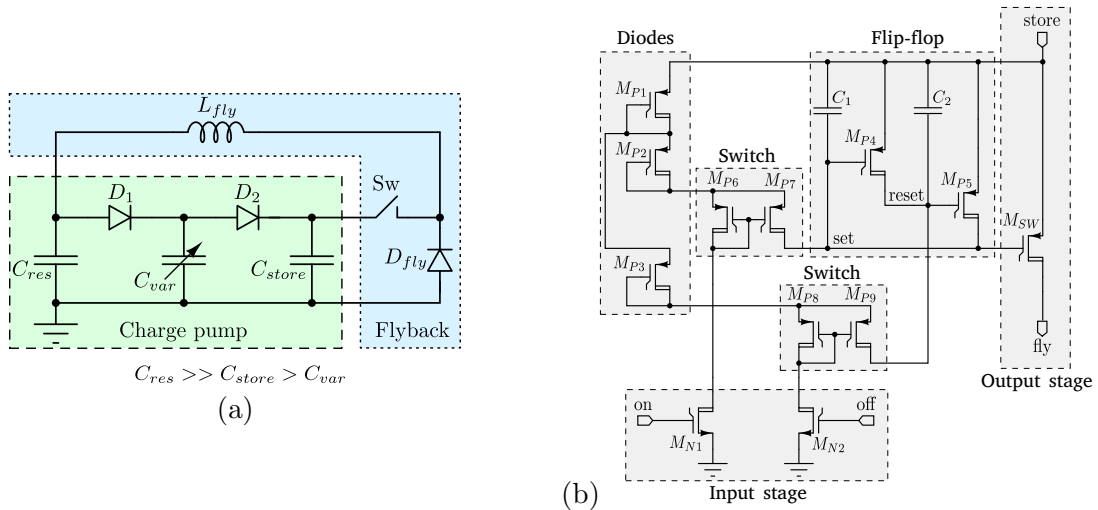 L_fly
D_1
D_2
Sw
C_res
C_var
C_store
D_fly
Charge pump
Flyback
C_res >> C_store > C_var
(a)
Diodes
Flip-flop
store
M_P1
C_1
C_2
M_P2
M_P4
Switch
M_P6
M_P7
M_P5
reset
M_SW
set
M_P3
Switch
M_P8
M_P9
fly
Output stage
on
off
M_N1
M_N2
Input stage
(b)